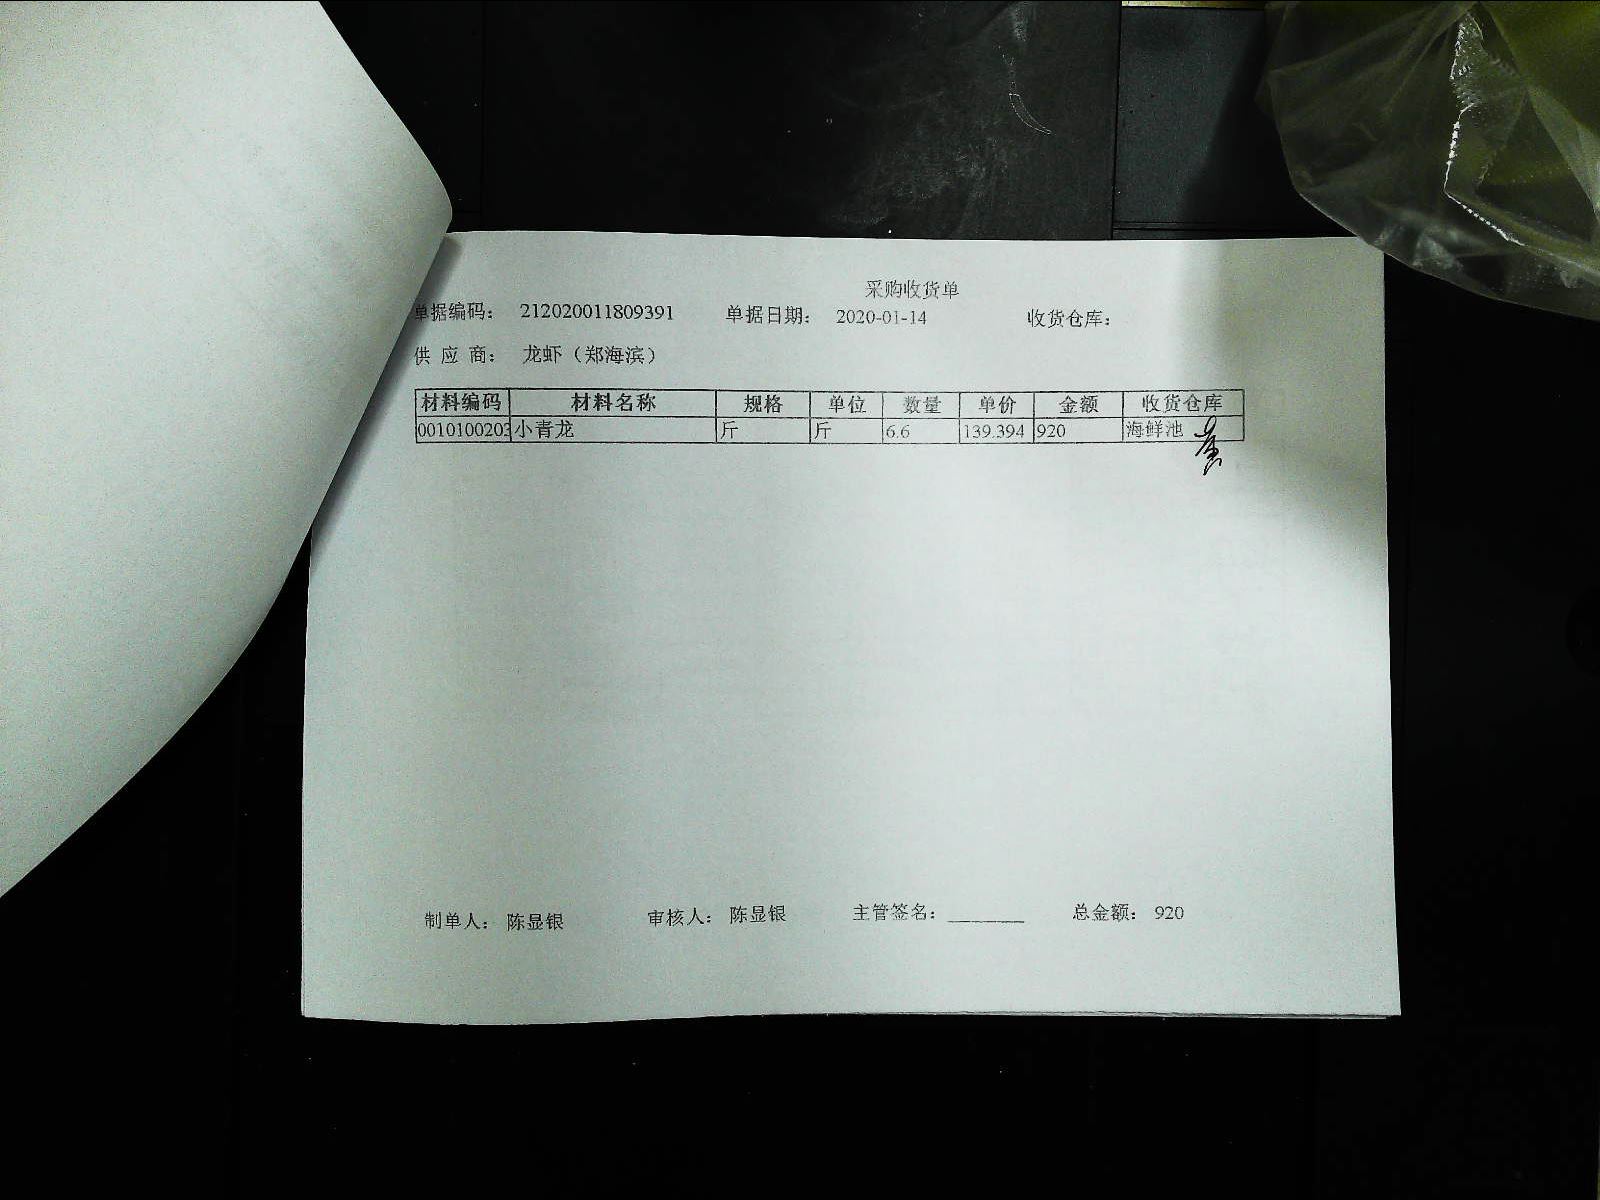 采购收货单
单据编码： 212020011809391 单据日期： 2020-01-14 收货仓库：
供应商： 龙虾（郑海滨）
材料编码 材料名称 规格 单位 数量 单价 金额 收货仓库
0010100203 小青龙 斤 斤 6.6 139.394 920 海鲜池
制单人： 陈显银 审核人： 陈显银 主管签名：________ 总金额： 920